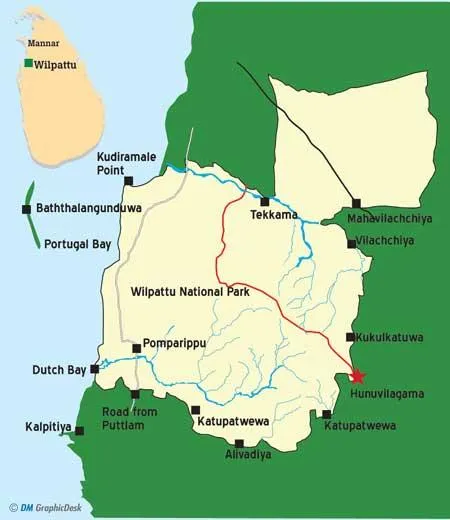 Mannar
Wilpattu
Kudiramale
Point
Baththalangunduwa
Portugal Bay
Tekkama
Mahavilachchiya
Vilachchiya
Wilpattu National Park
Kukulkatuwa
Pomparippu
Dutch Bay
Hunuvilagama
Road from
Puttlam
Katupatwewa
Katupatwewa
Kalpitiya
Alivadiya
© DM GraphicDesk